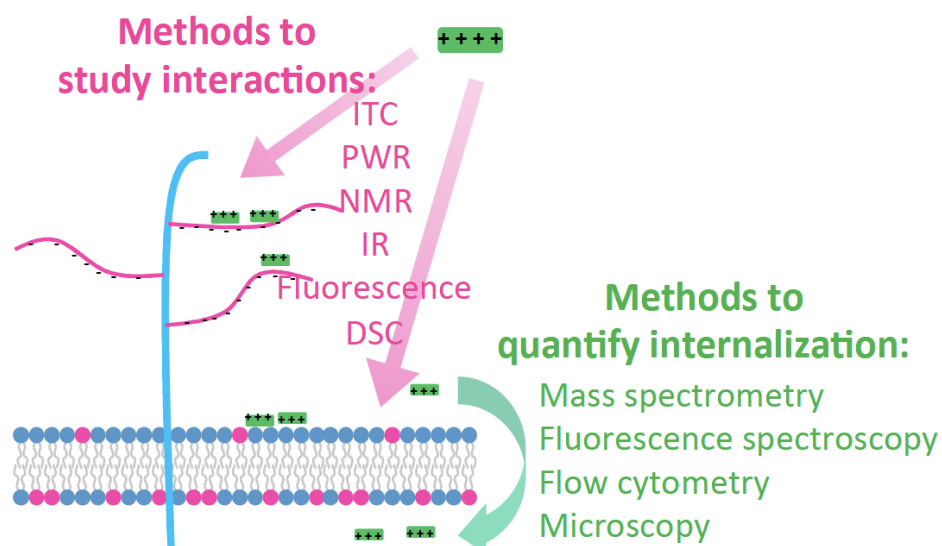 Methods to
study interactions:
ITC
PWR
NMR
IR
Fluorescence
DSC
++++
+++ +++
+++
Methods to
quantify internalization:
Mass spectrometry
Fluorescence spectroscopy
Flow cytometry
Microscopy
+++
+++ +++
+++ +++